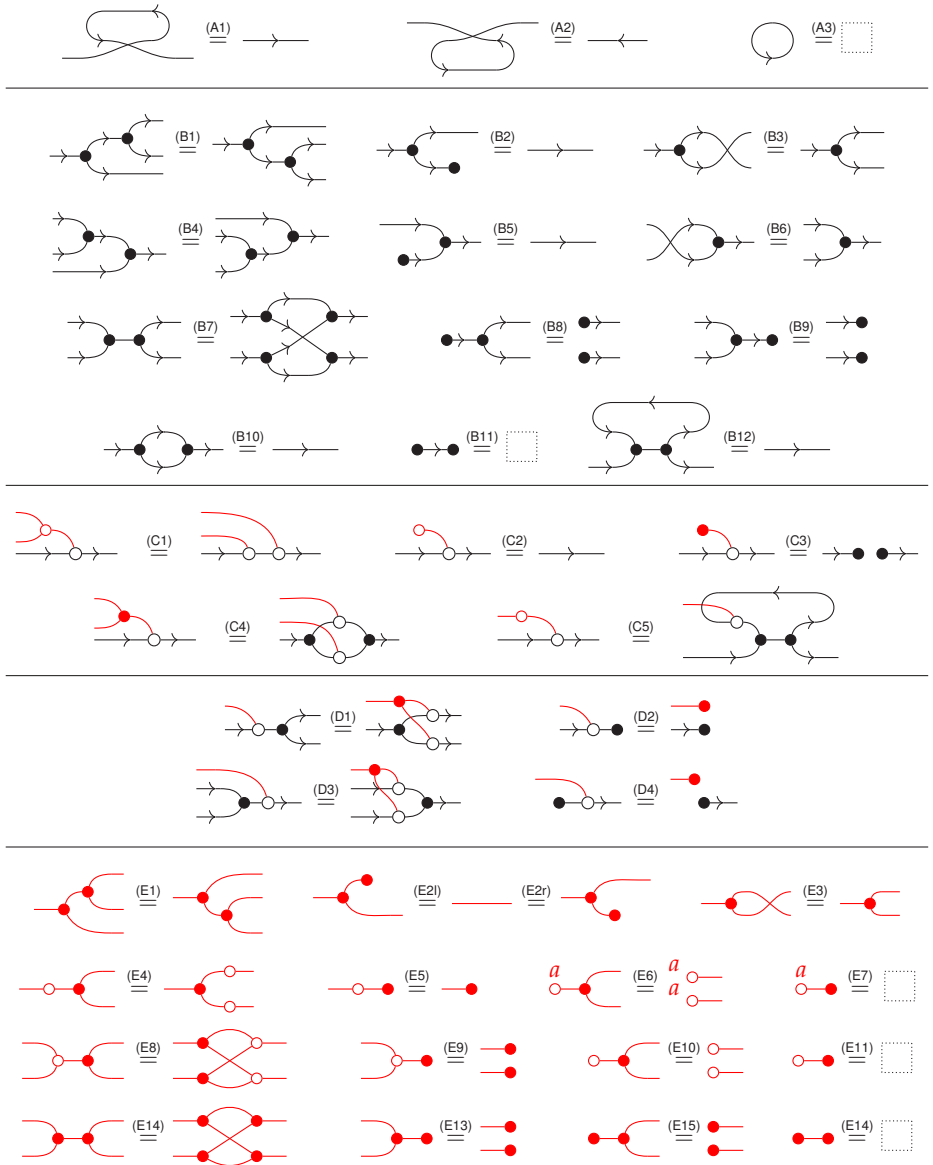 (A1) (A2) (A3)
(B1) (B2) (B3)
(B4) (B5) (B6)
(B7) (B8) (B9)
(B10) (B11) (B12)
(C1) (C2) (C3)
(C4) (C5)
(D1) (D2)
(D3) (D4)
(E1) (E2l) (E2r) (E3)
(E4) (E5) a (E6) a a a (E7)
(E8) (E9) (E10) (E11)
(E14) (E13) (E15) (E14)